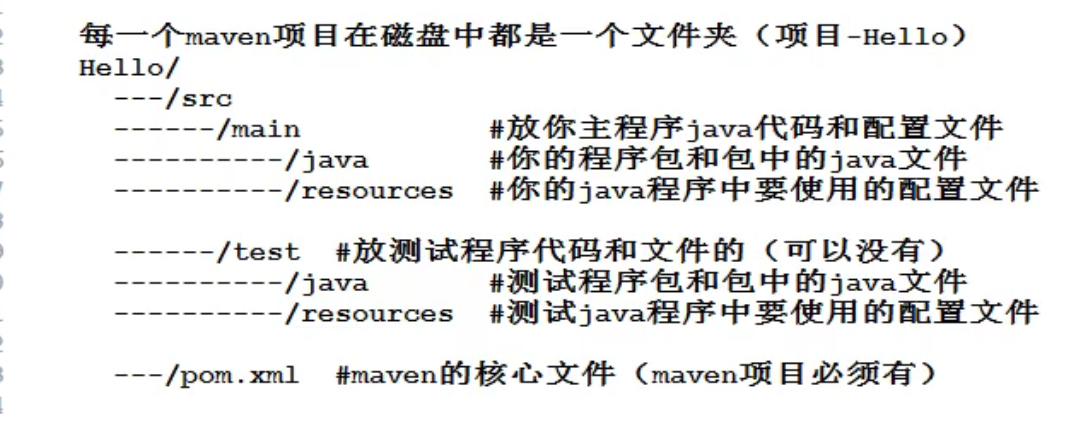 每一个maven项目在磁盘中都是一个文件夹（项目-Hello）
Hello/
---/src
------/main #放你主程序java代码和配置文件
----------/java #你的程序包和包中的java文件
----------/resources #你的java程序中要使用的配置文件
------/test #放测试程序代码和文件的（可以没有）
----------/java #测试程序包和包中的java文件
----------/resources #测试java程序中要使用的配置文件
---/pom.xml #maven的核心文件（maven项目必须有）